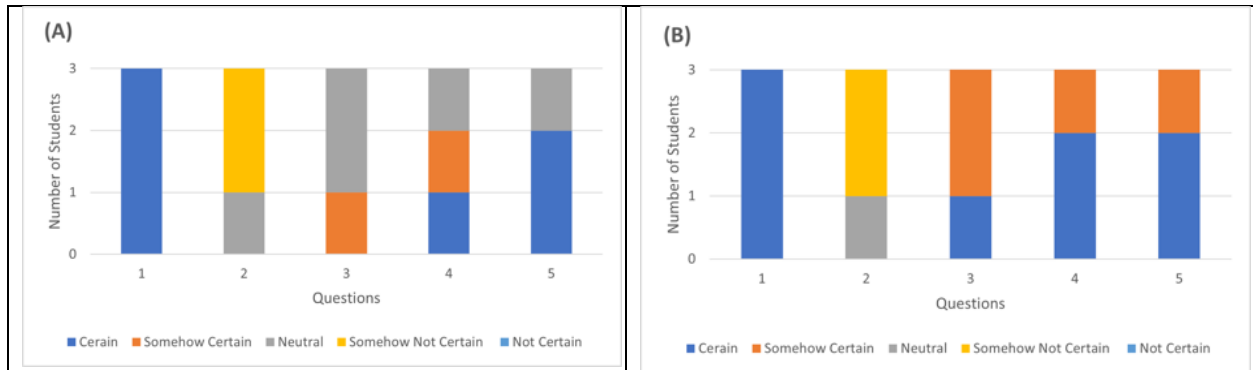 (A)
3
2
1
0
Number of Students
1 2 3 4 5
Questions
Cerain Somehow Certain Neutral Somehow Not Certain Not Certain
(B)
3
2
1
0
Number of Students
1 2 3 4 5
Questions
Cerain Somehow Certain Neutral Somehow Not Certain Not Certain